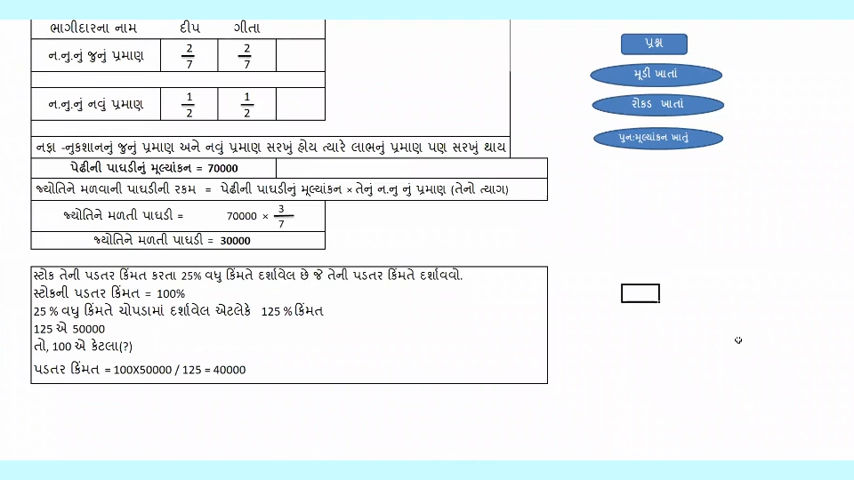 ભાગીદારના નામ દીપ ગીતા
ન.નુ.નું જુનું પ્રમાણ 2/7 2/7
ન.નુ.નું નવું પ્રમાણ 1/2 1/2
નફા -નુકશાનનું જુનું પ્રમાણ અને નવું પ્રમાણ સરખું હોય ત્યારે લાભનું પ્રમાણ પણ સરખું થાય
પેઢીની પાઘડીનું મૂલ્યાંકન = 70000
જ્યોતિને મળવાની પાઘડીની રકમ = પેઢીની પાઘડીનું મૂલ્યાંકન × તેનું ન.નુ નું પ્રમાણ (તેનો ત્યાગ)
જ્યોતિને મળતી પાઘડી = 70000 × 3/7
જ્યોતિને મળતી પાઘડી = 30000
સ્ટોક તેની પડતર કિંમત કરતા 25% વધુ કિંમતે દર્શાવેલ છે જે તેની પડતર કિંમતે દર્શાવવો.
સ્ટોકની પડતર કિંમત = 100%
25 % વધુ કિંમતે ચોપડામાં દર્શાવેલ એટલેકે 125 % કિંમત
125 એ 50000
તો, 100 એ કેટલા(?)
પડતર કિંમત = 100X50000 / 125 = 40000
પ્રશ્ન
મૂડી ખાતાં
રોકડ ખાતાં
પુન:મૂલ્યાંકન ખાતું